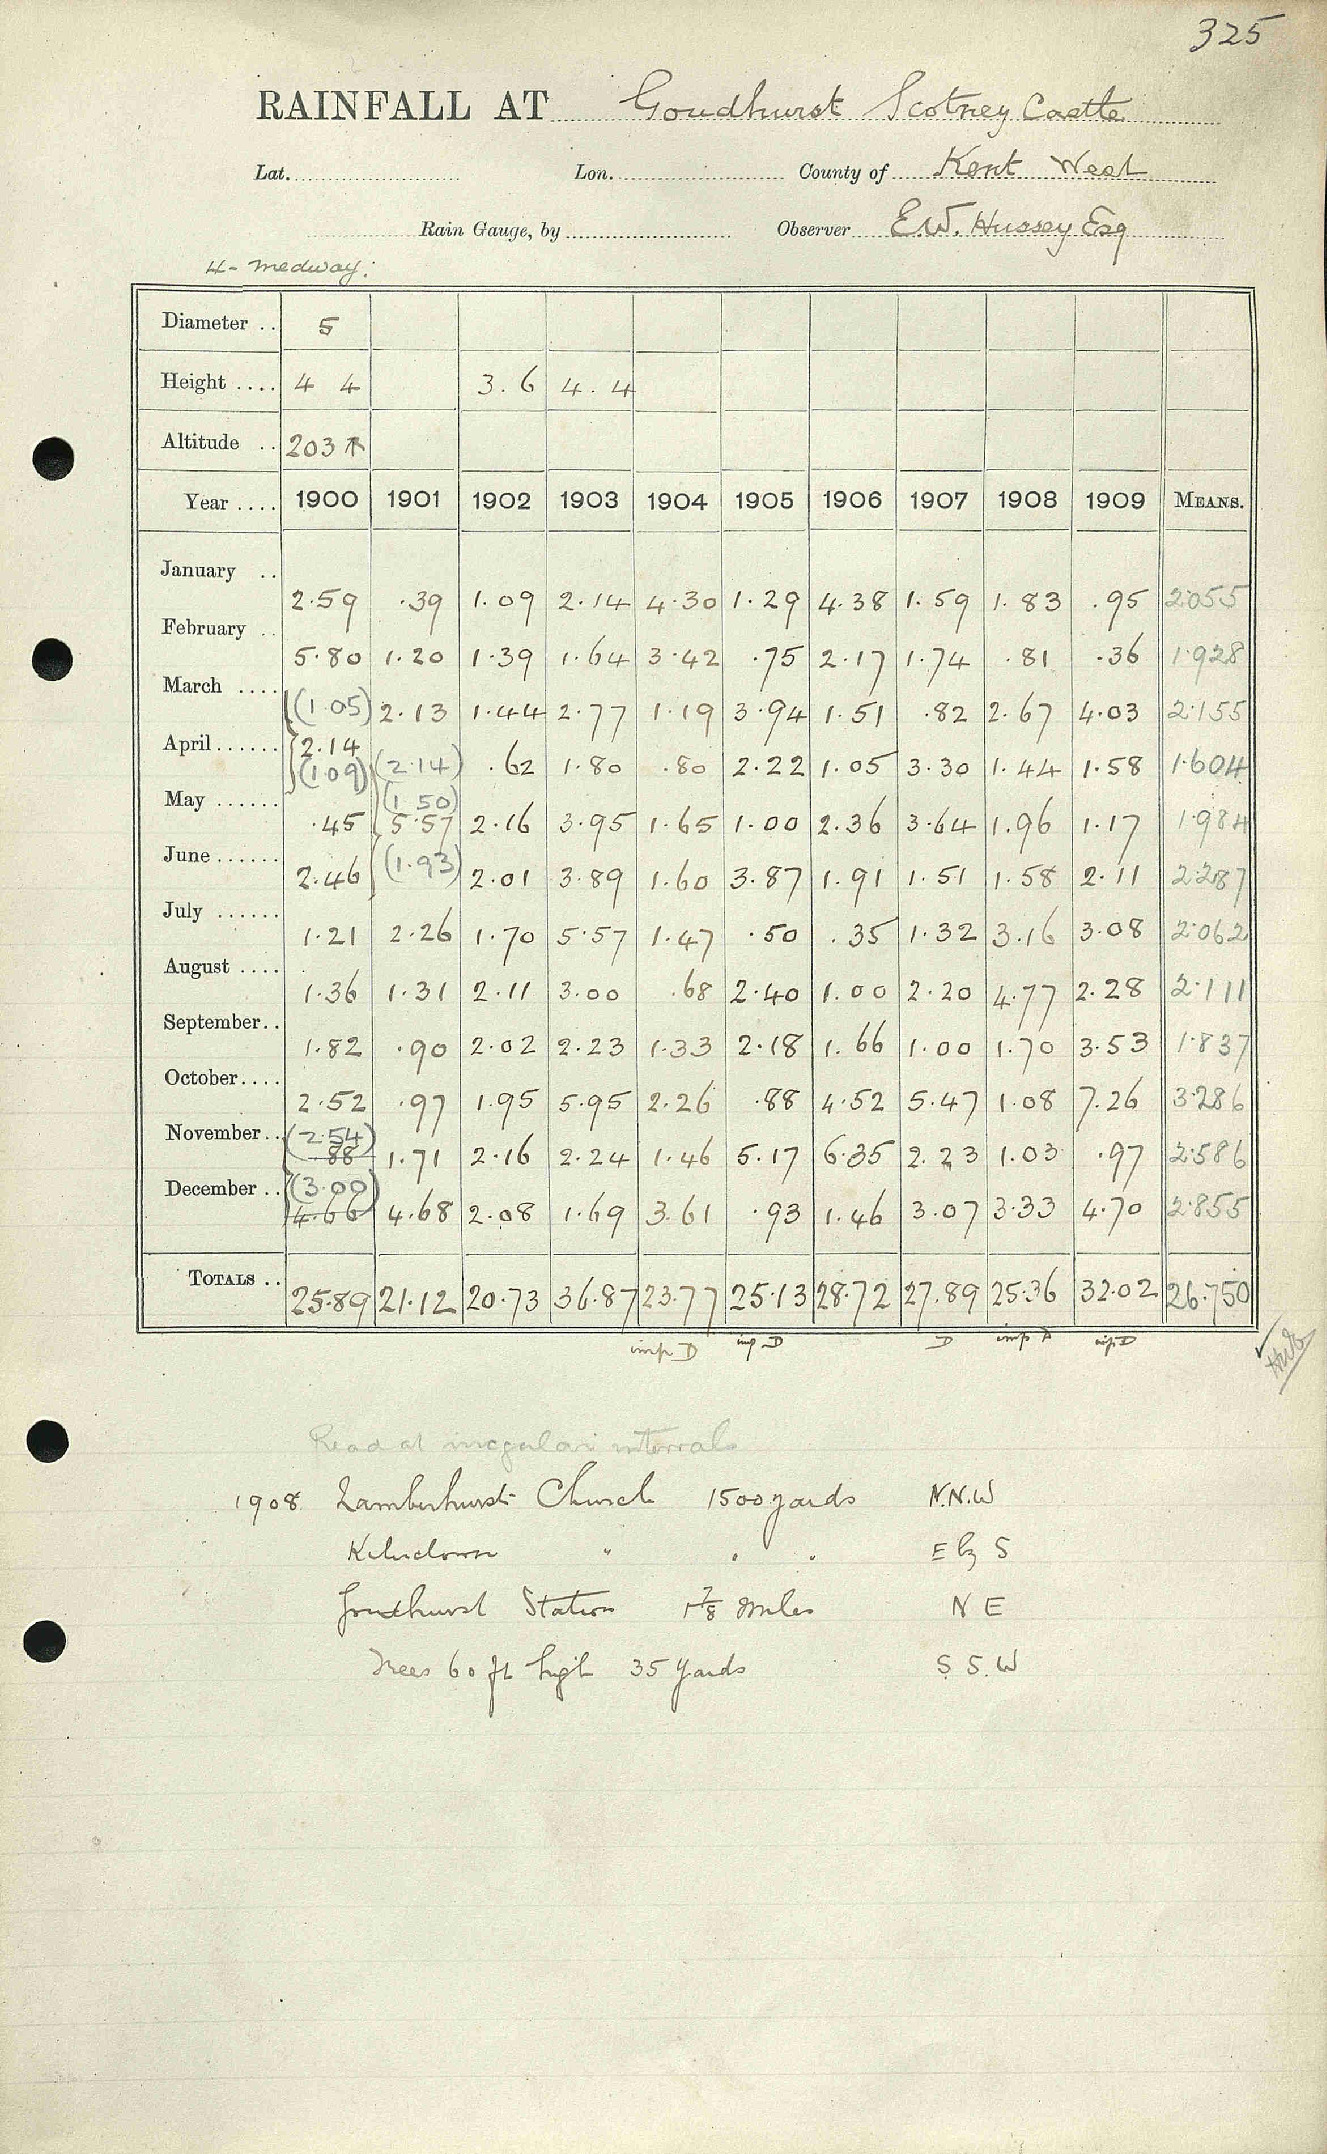 325
RAINFALL AT Goudhurst Scotney Castle
Lat. Lon. County of Kent West
Rain Gauge, by Observer E.W. Hussey Esq
4- Medway.
Diameter .. 5
Height .... 4 4 3. 6 4. 4
Altitude .. 203 ↑
Year .... 1900 1901 1902 1903 1904 1905 1906 1907 1908 1909 MEANS.
January .. 2.59 .39 1.09 2.14 4.30 1.29 4.38 1.59 1.83 .95 2.055
February .. 5.80 1.20 1.39 1.64 3.42 .75 2.17 1.74 .81 .36 1.928
March .... (1.05) 2.13 1.44 2.77 1.19 3.94 1.51 .82 2.67 4.03 2.155
April...... 2.14
(1.09) (2.14) .62 1.80 .80 2.22 1.05 3.30 1.44 1.58 1.604
May ...... (1 50)
.45 5.57 2.16 3.95 1.65 1.00 2.36 3.64 1.96 1.17 1.984
June...... 2.46 (1.93) 2.01 3.89 1.60 3.87 1.91 1.51 1.58 2.11 2.287
July ...... 1.21 2.26 1.70 5.57 1.47 .50 .35 1.32 3.16 3.08 2.062
August .... 1.36 1.31 2.11 3.00 .68 2.40 1.00 2.20 4.77 2.28 2.111
September.. 1.82 .90 2.02 2.23 1.33 2.18 1.66 1.00 1.70 3.53 1.837
October.... 2.52 .97 1.95 5.95 2.26 .88 4.52 5.47 1.08 7.26 3.286
November.. (2.54)
.88 1.71 2.16 2.24 1.46 5.17 6.35 2.23 1.03 .97 2.586
December .. (3.00)
4.66 4.68 2.08 1.69 3.61 .93 1.46 3.07 3.33 4.70 2.855
TOTALS .. 25.89 21.12 20.73 36.87 23.77 25.13 28.72 27.89 25.36 32.02 26.750
imp D imp D D imp D imp D
Read at irregular intervals
1908 Lamberhurst Church 1500 yards N.N.W
Kilndown " " " E by S
Goudhurst Station 1 7/8 Miles N E
Trees 60 ft high 35 Yards S S.W